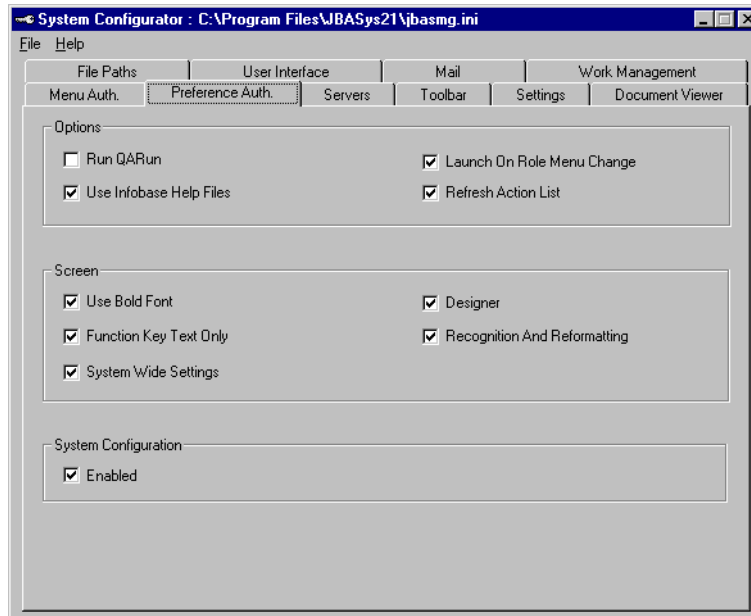 System Configurator : C:\Program Files\JBASys21\jbasmg.ini
File Help
File Paths User Interface Mail Work Management
Menu Auth. Preference Auth. Servers Toolbar Settings Document Viewer
Options
Run QARun Launch On Role Menu Change
Use Infobase Help Files Refresh Action List
Screen
Use Bold Font Designer
Function Key Text Only Recognition And Reformatting
System Wide Settings
System Configuration
Enabled